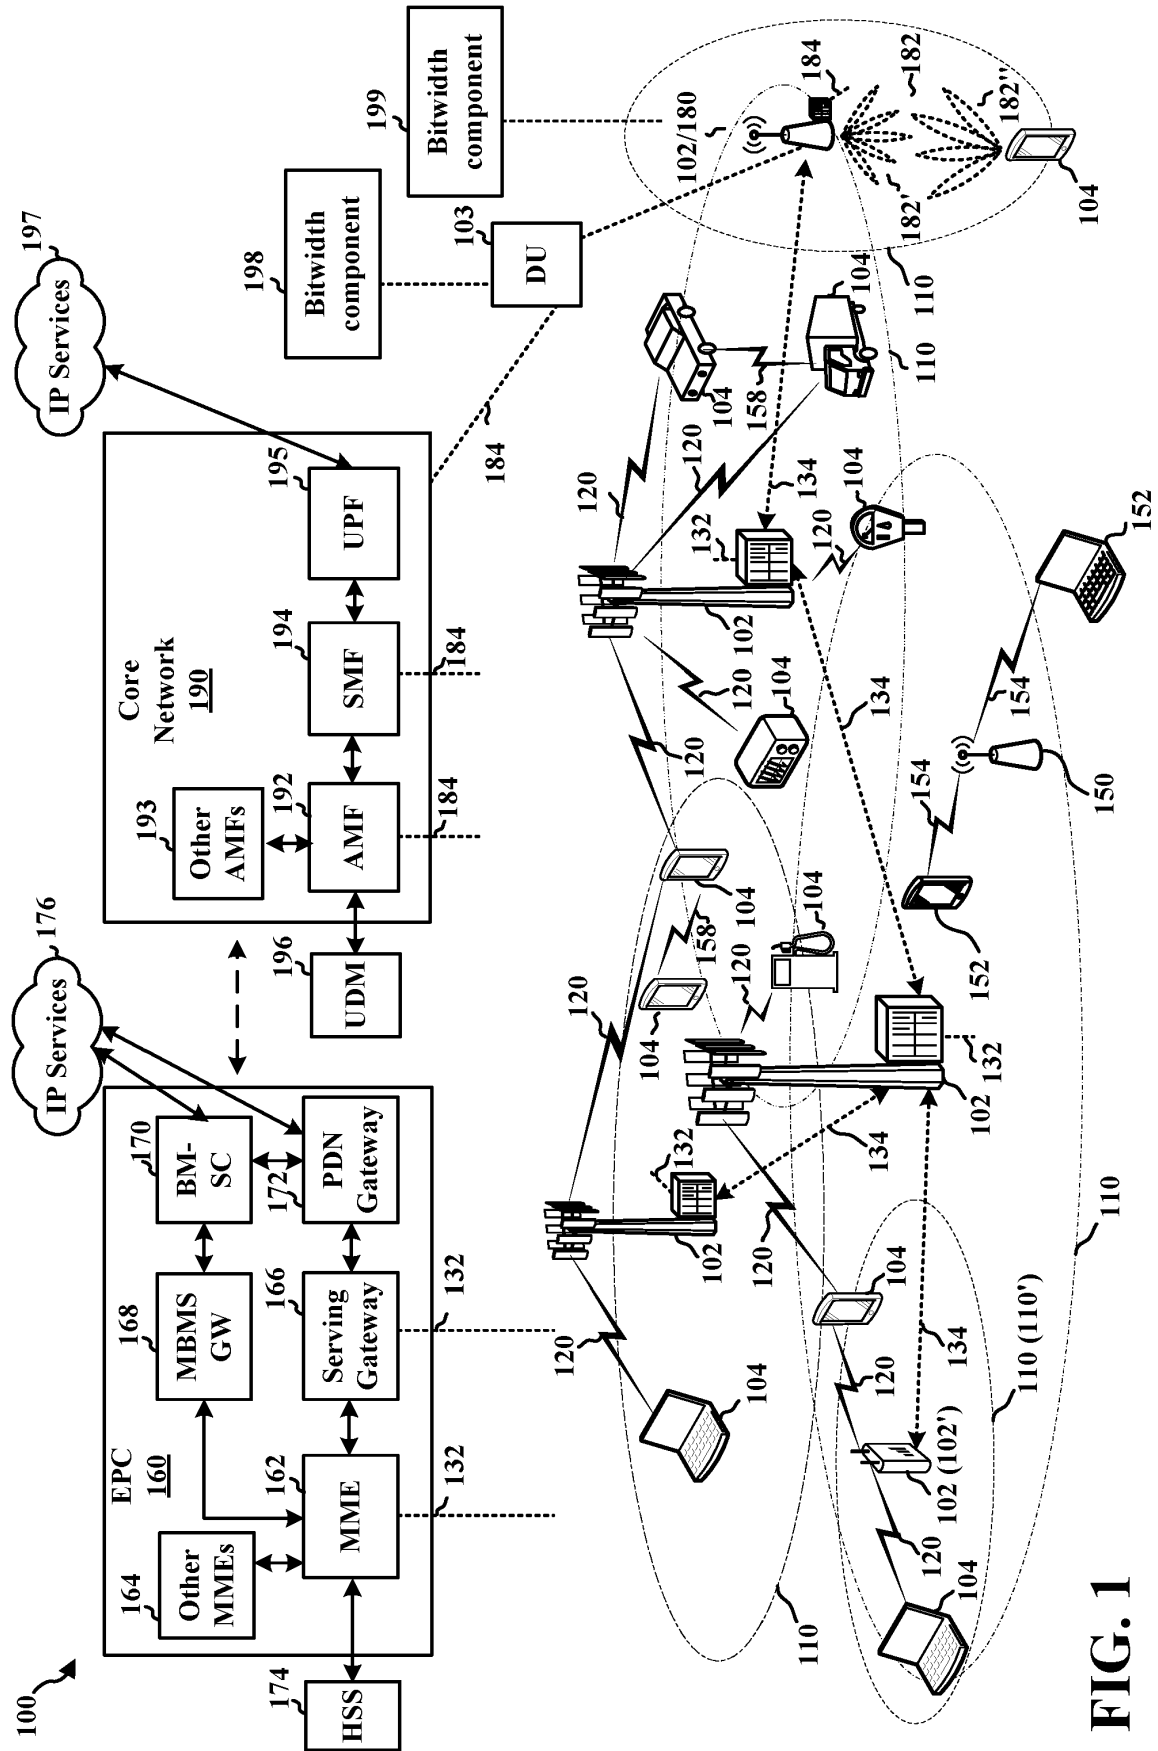 100
174
HSS
EPC
160
164
Other
MMEs
162
MME
168
MBMS
GW
166
Serving
Gateway
170
BM-
SC
172
PDN
Gateway
132
132
IP Services
176
196
UDM
Core
Network
190
193
Other
AMFs
192
AMF
194
SMF
195
UPF
184
184
184
IP Services
197
198
Bitwidth
component
199
Bitwidth
component
103
DU
120
104
110
102
132
120
104
158
104
120
120
104
102
132
120
120
104
158
104
110
110
102/180
184
182
182'
182''
104
134
120
104
134
120
104
120
104
134
102
132
120
104
120
120
104
102 (102')
134
110 (110')
110
152
154
150
154
152
FIG. 1